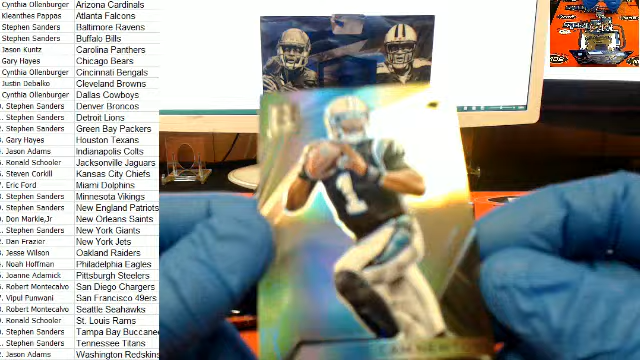 Cynthia Ollenburger Arizona Cardinals
Kleanthes Pappas Atlanta Falcons
Stephen Sanders Baltimore Ravens
Stephen Sanders Buffalo Bills
Jason Kuntz Carolina Panthers
Gary Hayes Chicago Bears
Cynthia Ollenburger Cincinnati Bengals
Justin Debalko Cleveland Browns
Cynthia Ollenburger Dallas Cowboys
Stephen Sanders Denver Broncos
Stephen Sanders Detroit Lions
Stephen Sanders Green Bay Packers
Gary Hayes Houston Texans
Jason Adams Indianapolis Colts
Ronald Schooler Jacksonville Jaguars
Steven Corkill Kansas City Chiefs
Eric Ford Miami Dolphins
Stephen Sanders Minnesota Vikings
Stephen Sanders New England Patriots
Don Markle,Jr New Orleans Saints
Stephen Sanders New York Giants
Dan Frazier New York Jets
Jesse Wilson Oakland Raiders
Noah Hoffman Philadelphia Eagles
Joanne Adamick Pittsburgh Steelers
Robert Montecalvo San Diego Chargers
Vipul Punwani San Francisco 49ers
Robert Montecalvo Seattle Seahawks
Ronald Schooler St. Louis Rams
Stephen Sanders Tampa Bay Buccane
Stephen Sanders Tennessee Titans
Jason Adams Washington Redskin
1